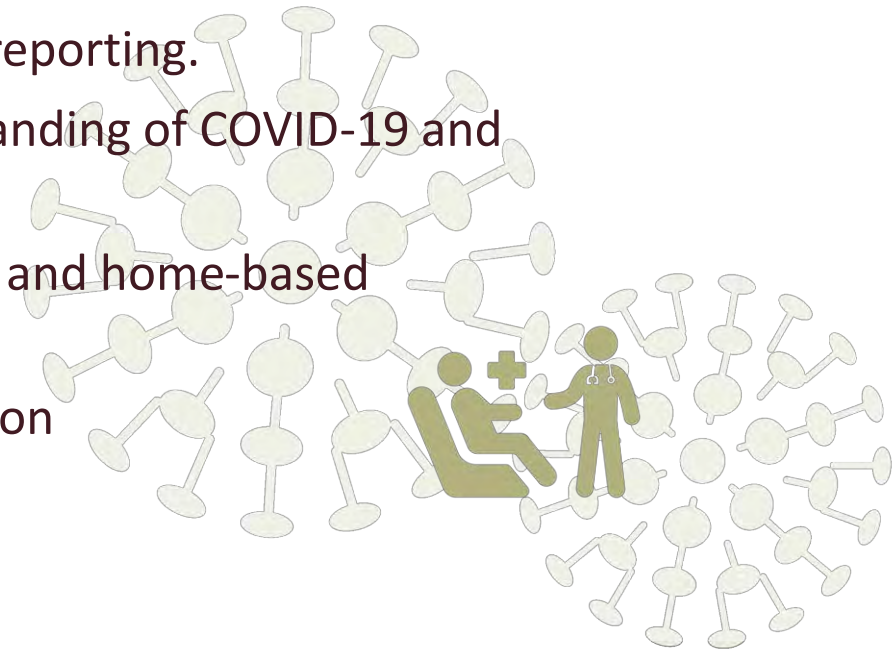 reporting.
anding of COVID-19 and
and home-based
on